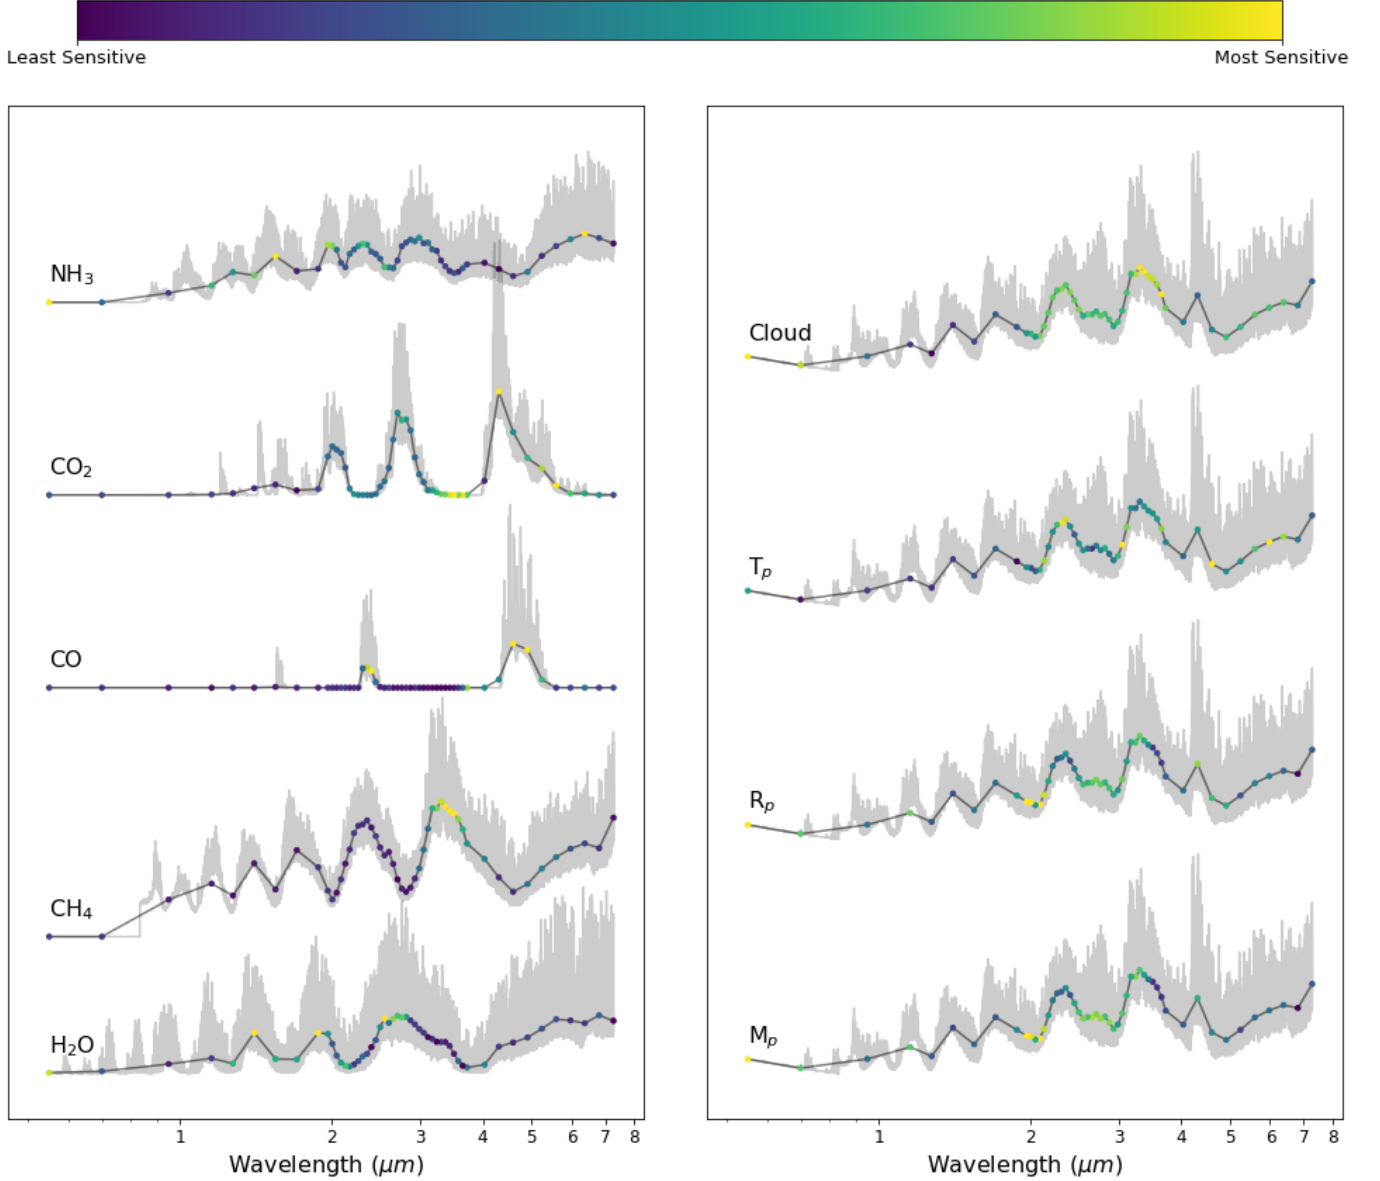 Least Sensitive
Most Sensitive
NH₃
CO₂
CO
CH₄
H₂O
1 2 3 4 5 6 7 8
Wavelength (μm)
Cloud
Tₚ
Rₚ
Mₚ
1 2 3 4 5 6 7 8
Wavelength (μm)